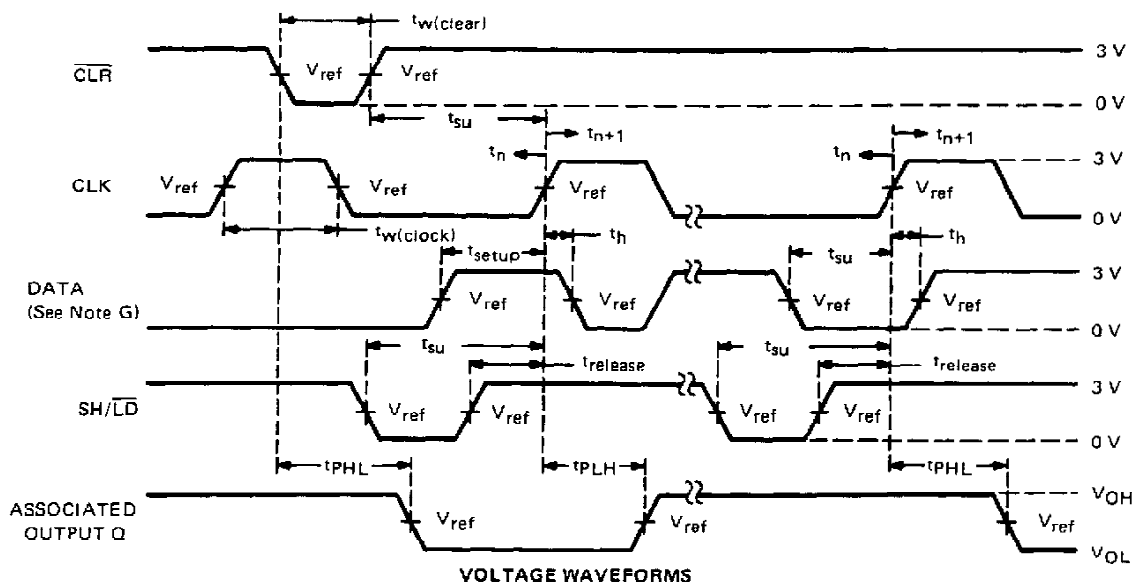 tw(clear)
CLR Vref Vref 3 V
0 V
tsu
tn tn+1 tn tn+1
CLK Vref Vref Vref Vref 3 V
0 V
tw(clock)
tsetup th tsu th
DATA
(See Note G)
Vref Vref Vref Vref 3 V
0 V
tsu trelease tsu trelease
SH/LD Vref Vref Vref Vref 3 V
0 V
tPHL tPLH tPHL
ASSOCIATED
OUTPUT Q
Vref Vref Vref VOH
VOL
VOLTAGE WAVEFORMS